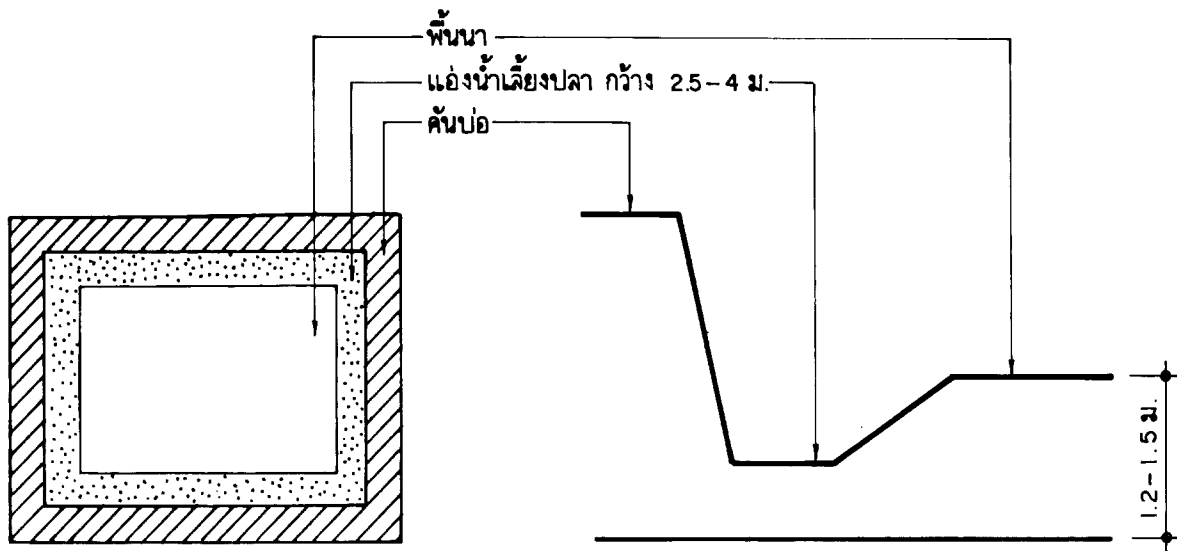 พื้นนา
แอ่งน้ำเลี้ยงปลา กว้าง 2.5-4 ม.
คันบ่อ
1.2-1.5 ม.